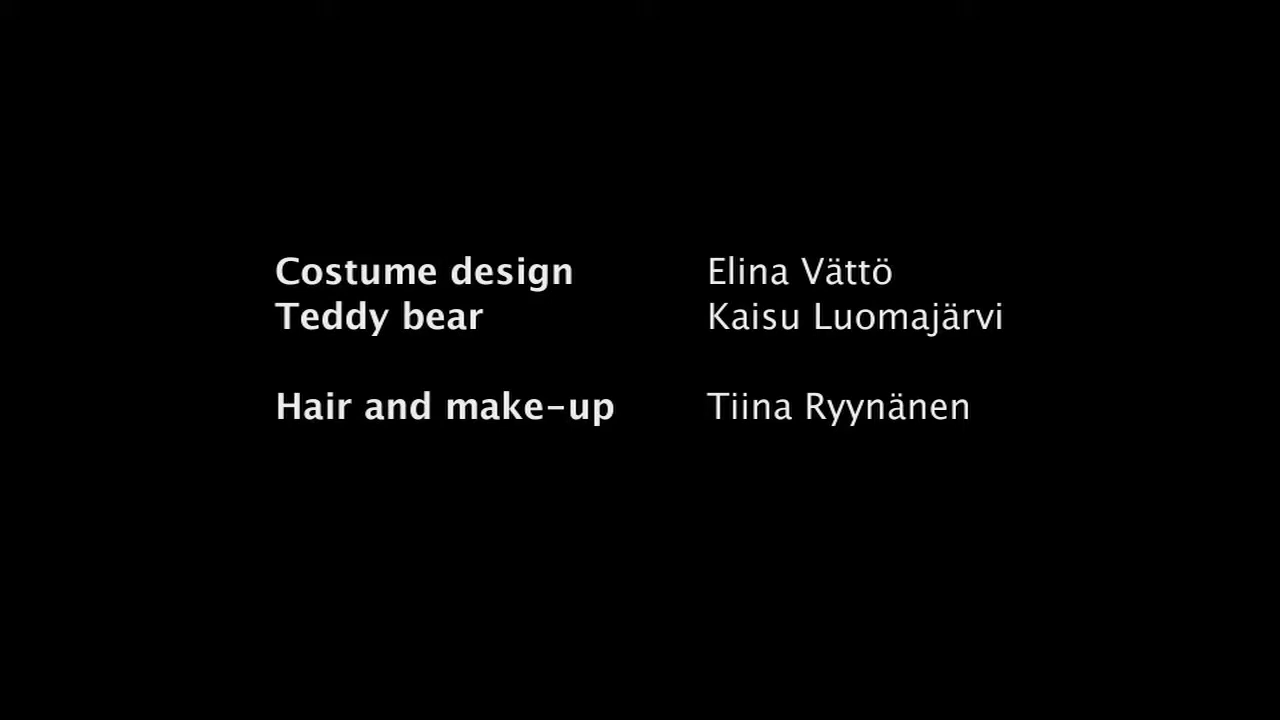 Costume design Elina Vättö
Teddy bear Kaisu Luomajärvi
Hair and make-up Tiina Ryynänen